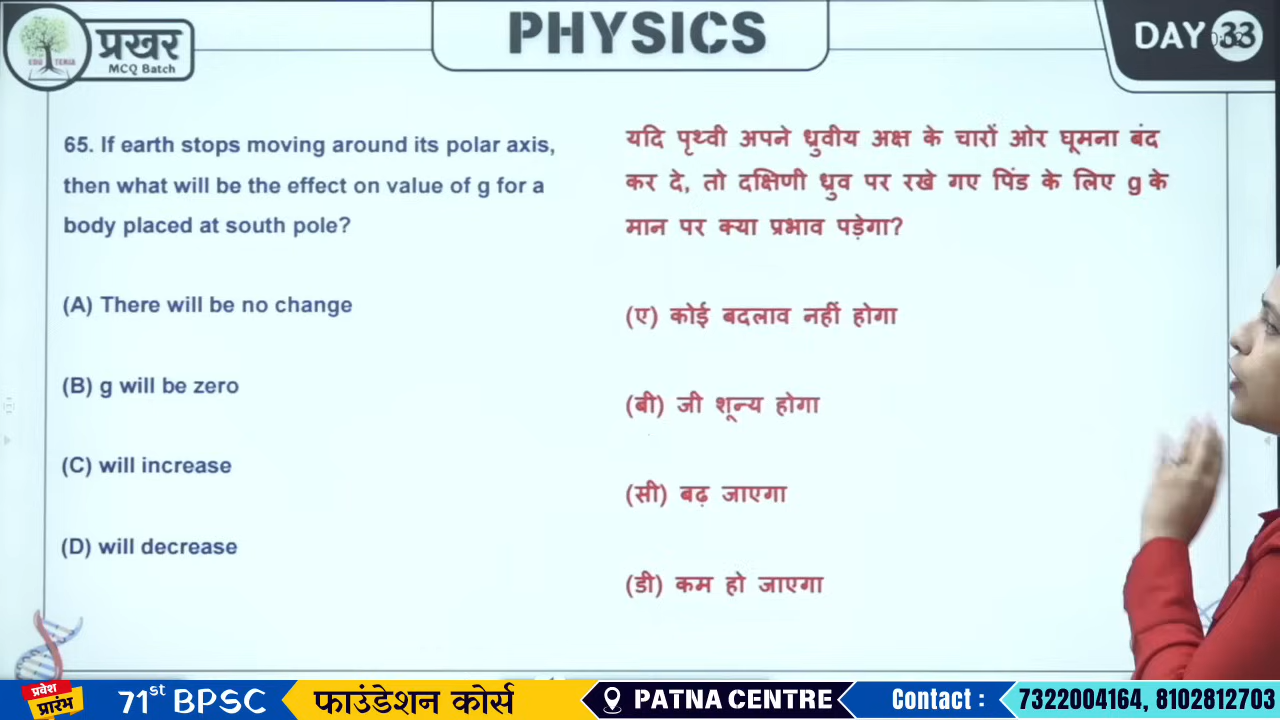 प्रखर
MCQ Batch
EDU TERIA
PHYSICS
DAY 33
65. If earth stops moving around its polar axis,
then what will be the effect on value of g for a
body placed at south pole?
(A) There will be no change
(B) g will be zero
(C) will increase
(D) will decrease
यदि पृथ्वी अपने ध्रुवीय अक्ष के चारों ओर घूमना बंद
कर दे, तो दक्षिणी ध्रुव पर रखे गए पिंड के लिए g के
मान पर क्या प्रभाव पड़ेगा?
(ए) कोई बदलाव नहीं होगा
(बी) जी शून्य होगा
(सी) बढ़ जाएगा
(डी) कम हो जाएगा
प्रवेश
प्रारंभ
71st BPSC
फाउंडेशन कोर्स
PATNA CENTRE
Contact :
7322004164, 8102812703